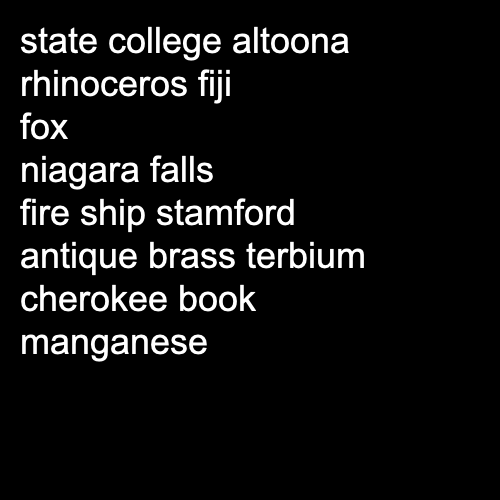 state college altoona
rhinoceros fiji
fox
niagara falls
fire ship stamford
antique brass terbium
cherokee book
manganese